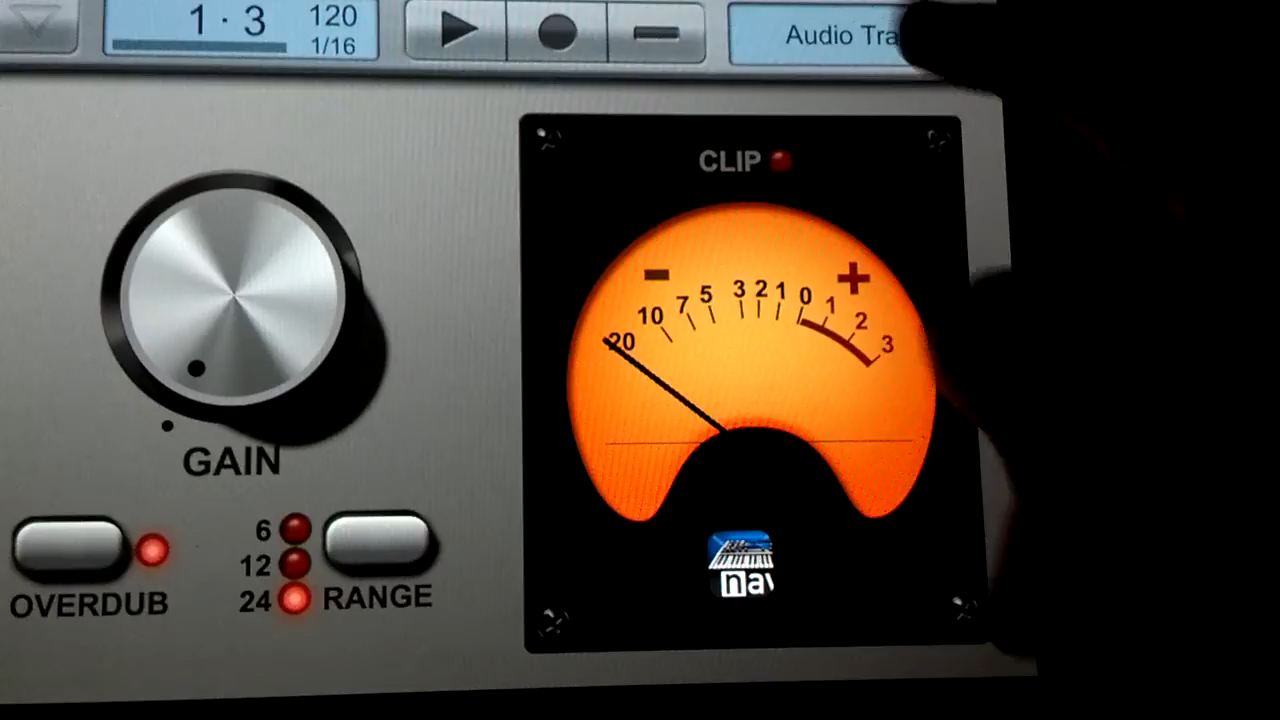 1 · 3
120
1/16
Audio Tra
CLIP
- +
20 10 7 5 3 2 1 0 1 2 3
GAIN
6
12
24
OVERDUB
RANGE
nav